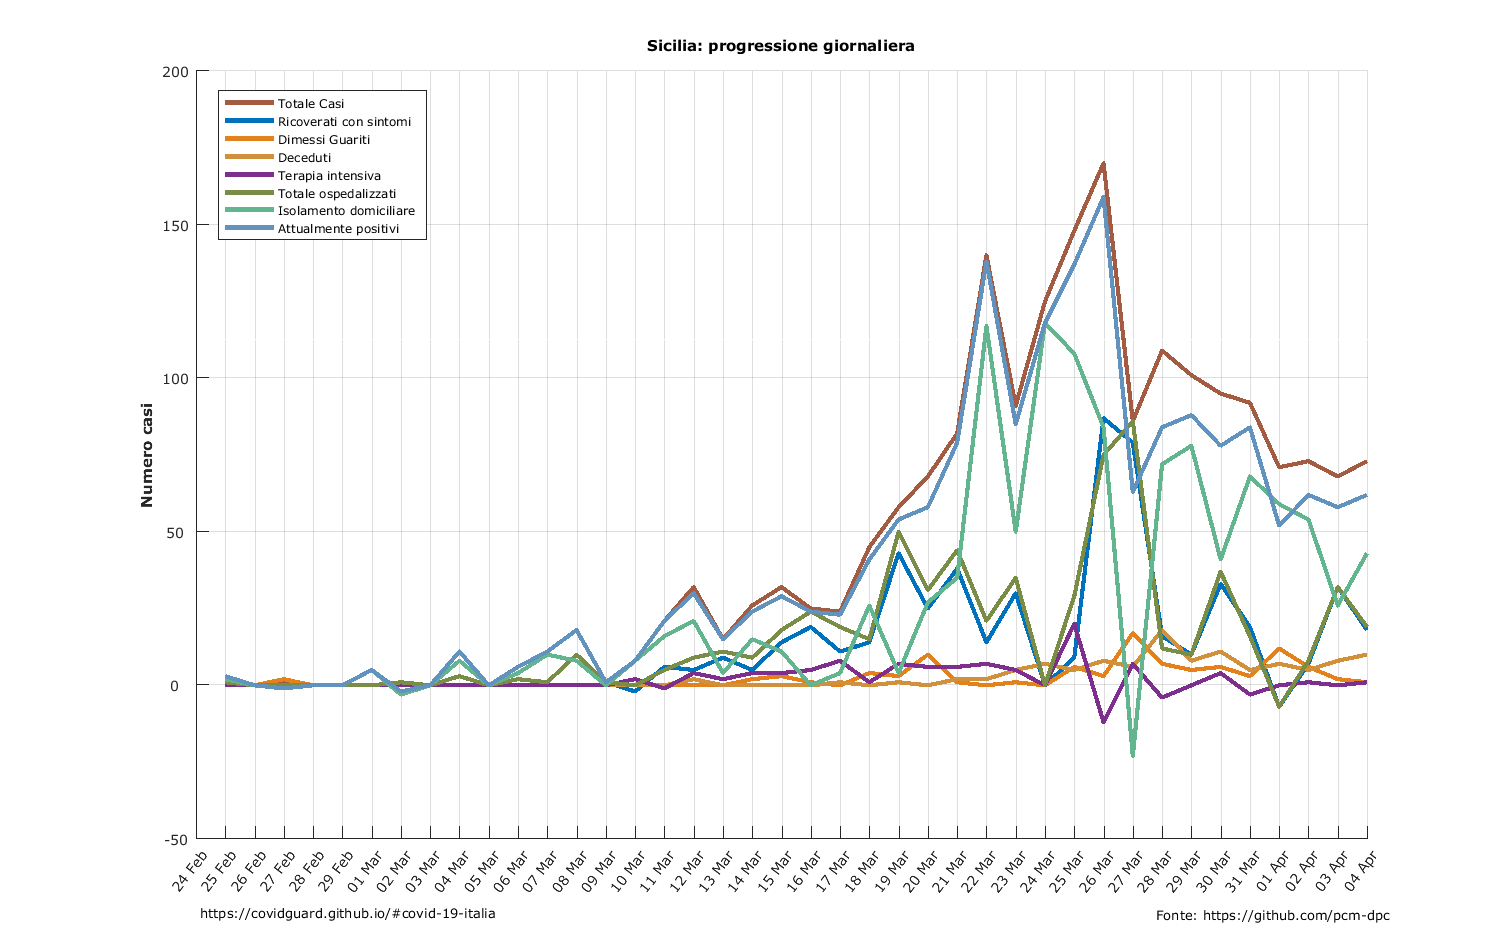 Sicilia: progressione giornaliera
200
150
100
50
0
-50
Numero casi
Totale Casi
Ricoverati con sintomi
Dimessi Guariti
Deceduti
Terapia intensiva
Totale ospedalizzati
Isolamento domiciliare
Attualmente positivi
24 Feb
25 Feb
26 Feb
27 Feb
28 Feb
29 Feb
01 Mar
02 Mar
03 Mar
04 Mar
05 Mar
06 Mar
07 Mar
08 Mar
09 Mar
10 Mar
11 Mar
12 Mar
13 Mar
14 Mar
15 Mar
16 Mar
17 Mar
18 Mar
19 Mar
20 Mar
21 Mar
22 Mar
23 Mar
24 Mar
25 Mar
26 Mar
27 Mar
28 Mar
29 Mar
30 Mar
31 Mar
01 Apr
02 Apr
03 Apr
04 Apr
https://covidguard.github.io/#covid-19-italia
Fonte: https://github.com/pcm-dpc